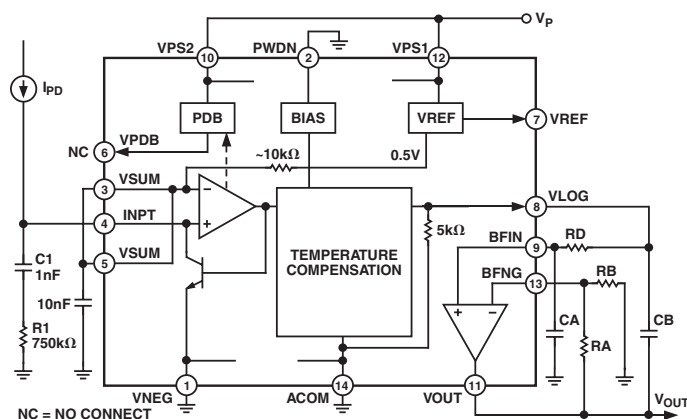 VP
VPS2
PWDN
VPS1
10
2
12
IPD
PDB
BIAS
VREF
7
VREF
VPDB
NC
6
~10kΩ
0.5V
VSUM
3
−
8
VLOG
INPT
4
+
5kΩ
VSUM
5
TEMPERATURE
COMPENSATION
BFIN
9
RD
C1
1nF
10nF
BFNG
13
RB
+
−
R1
750kΩ
CA
RA
CB
1
14
11
VNEG
ACOM
VOUT
VOUT
NC = NO CONNECT